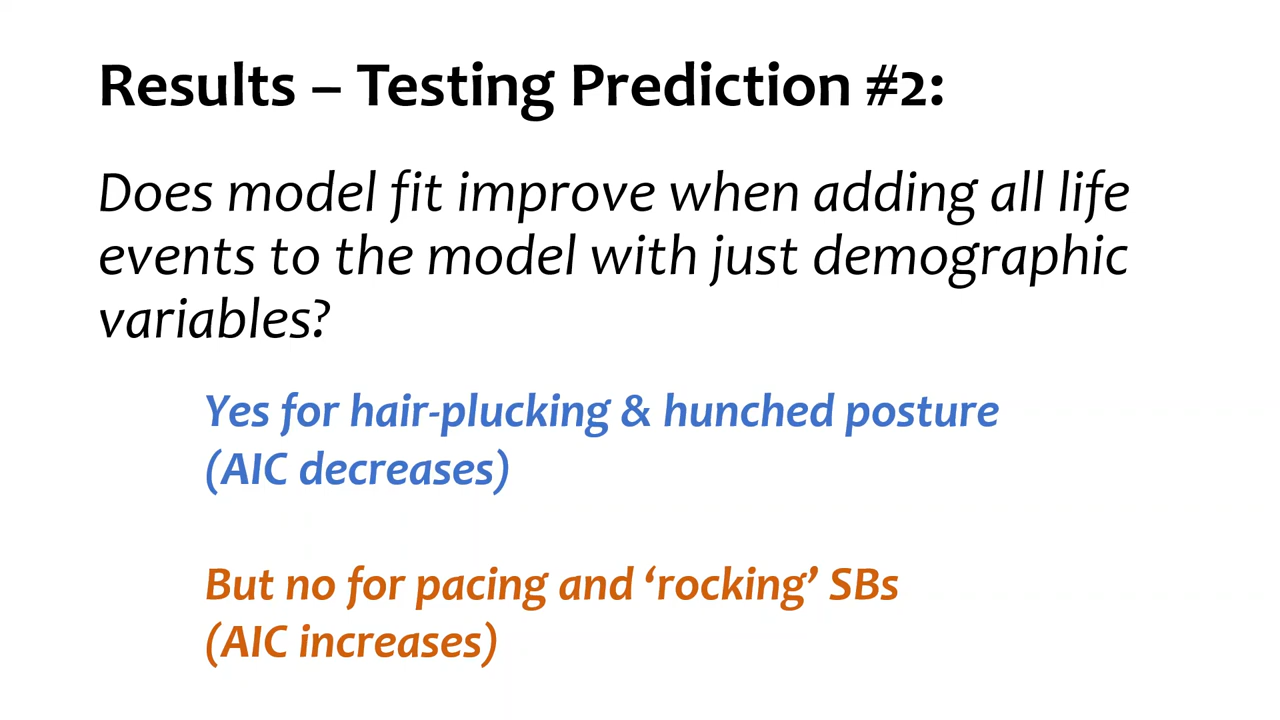 Results – Testing Prediction #2:
Does model fit improve when adding all life
events to the model with just demographic
variables?
Yes for hair-plucking & hunched posture
(AIC decreases)
But no for pacing and ‘rocking’ SBs
(AIC increases)